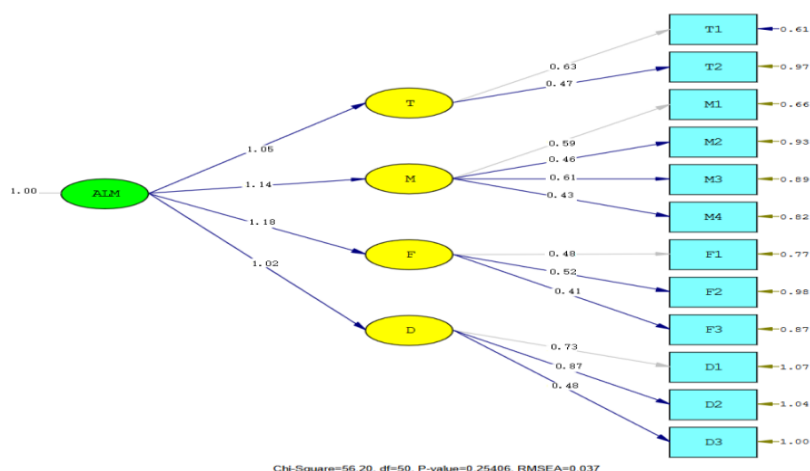 T1
0.61
0.63
T2
0.97
T
0.47
M1
0.66
1.05
0.59
M2
0.93
0.46
1.00
ALM
1.14
M
0.61
M3
0.89
0.43
M4
0.82
1.18
F
0.48
F1
0.77
0.52
1.02
0.41
F2
0.98
F3
0.87
D
0.73
D1
1.07
0.87
0.48
D2
1.04
D3
1.00
Chi-Square=56.20, df=50, P-value=0.25406, RMSEA=0.037